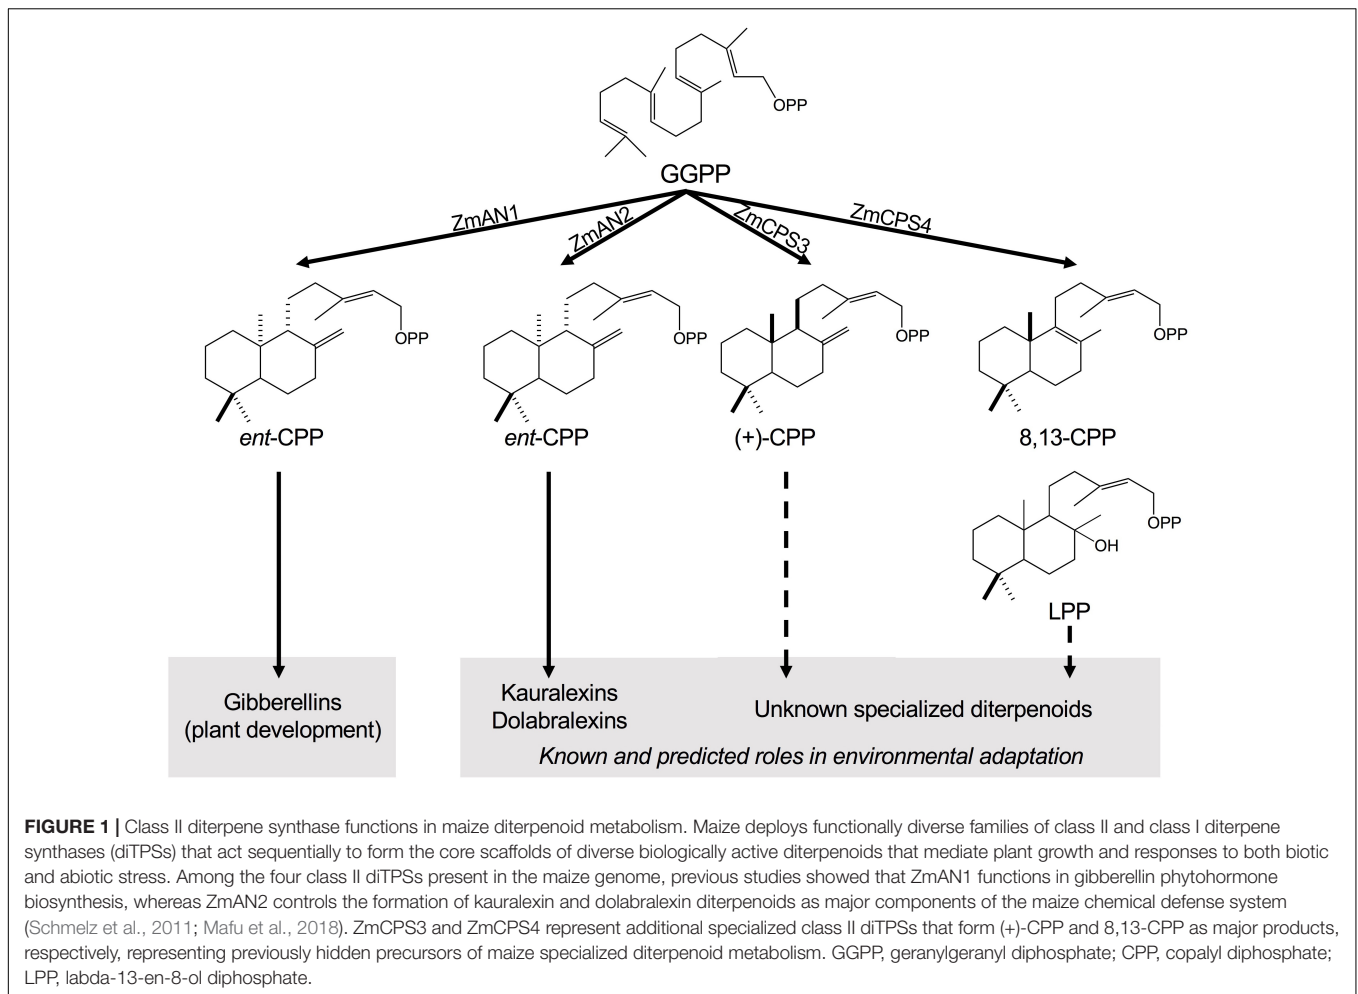 OPP
GGPP
ZmAN1
ZmAN2
ZmCPS3
ZmCPS4
OPP
OPP
OPP
OPP
ent-CPP
ent-CPP
(+)-CPP
8,13-CPP
OPP
OH
LPP
Gibberellins
(plant development)
Kauralexins
Dolabralexins
Unknown specialized diterpenoids
Known and predicted roles in environmental adaptation
FIGURE 1 | Class II diterpene synthase functions in maize diterpenoid metabolism. Maize deploys functionally diverse families of class II and class I diterpene
synthases (diTPSs) that act sequentially to form the core scaffolds of diverse biologically active diterpenoids that mediate plant growth and responses to both biotic
and abiotic stress. Among the four class II diTPSs present in the maize genome, previous studies showed that ZmAN1 functions in gibberellin phytohormone
biosynthesis, whereas ZmAN2 controls the formation of kauralexin and dolabralexin diterpenoids as major components of the maize chemical defense system
(Schmelz et al., 2011; Mafu et al., 2018). ZmCPS3 and ZmCPS4 represent additional specialized class II diTPSs that form (+)-CPP and 8,13-CPP as major products,
respectively, representing previously hidden precursors of maize specialized diterpenoid metabolism. GGPP, geranylgeranyl diphosphate; CPP, copalyl diphosphate;
LPP, labda-13-en-8-ol diphosphate.